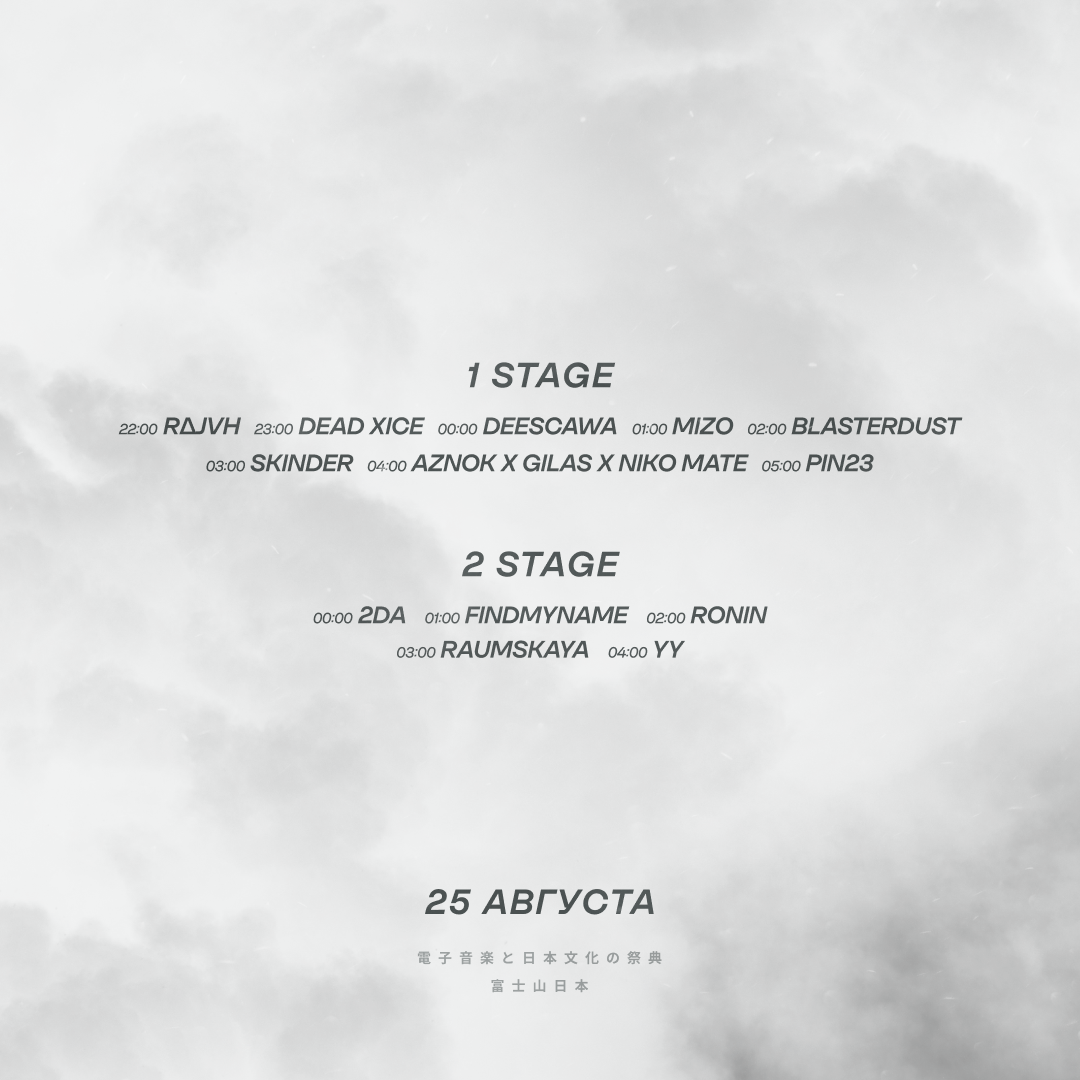 1 STAGE
22:00 RΔJVH 23:00 DEAD XICE 00:00 DEESCAWA 01:00 MIZO 02:00 BLASTERDUST
03:00 SKINDER 04:00 AZNOK X GILAS X NIKO MATE 05:00 PIN23
2 STAGE
00:00 2DA 01:00 FINDMYNAME 02:00 RONIN
03:00 RAUMSKAYA 04:00 YY
25 АВГУСТА
電子音楽と日本文化の祭典
富士山日本